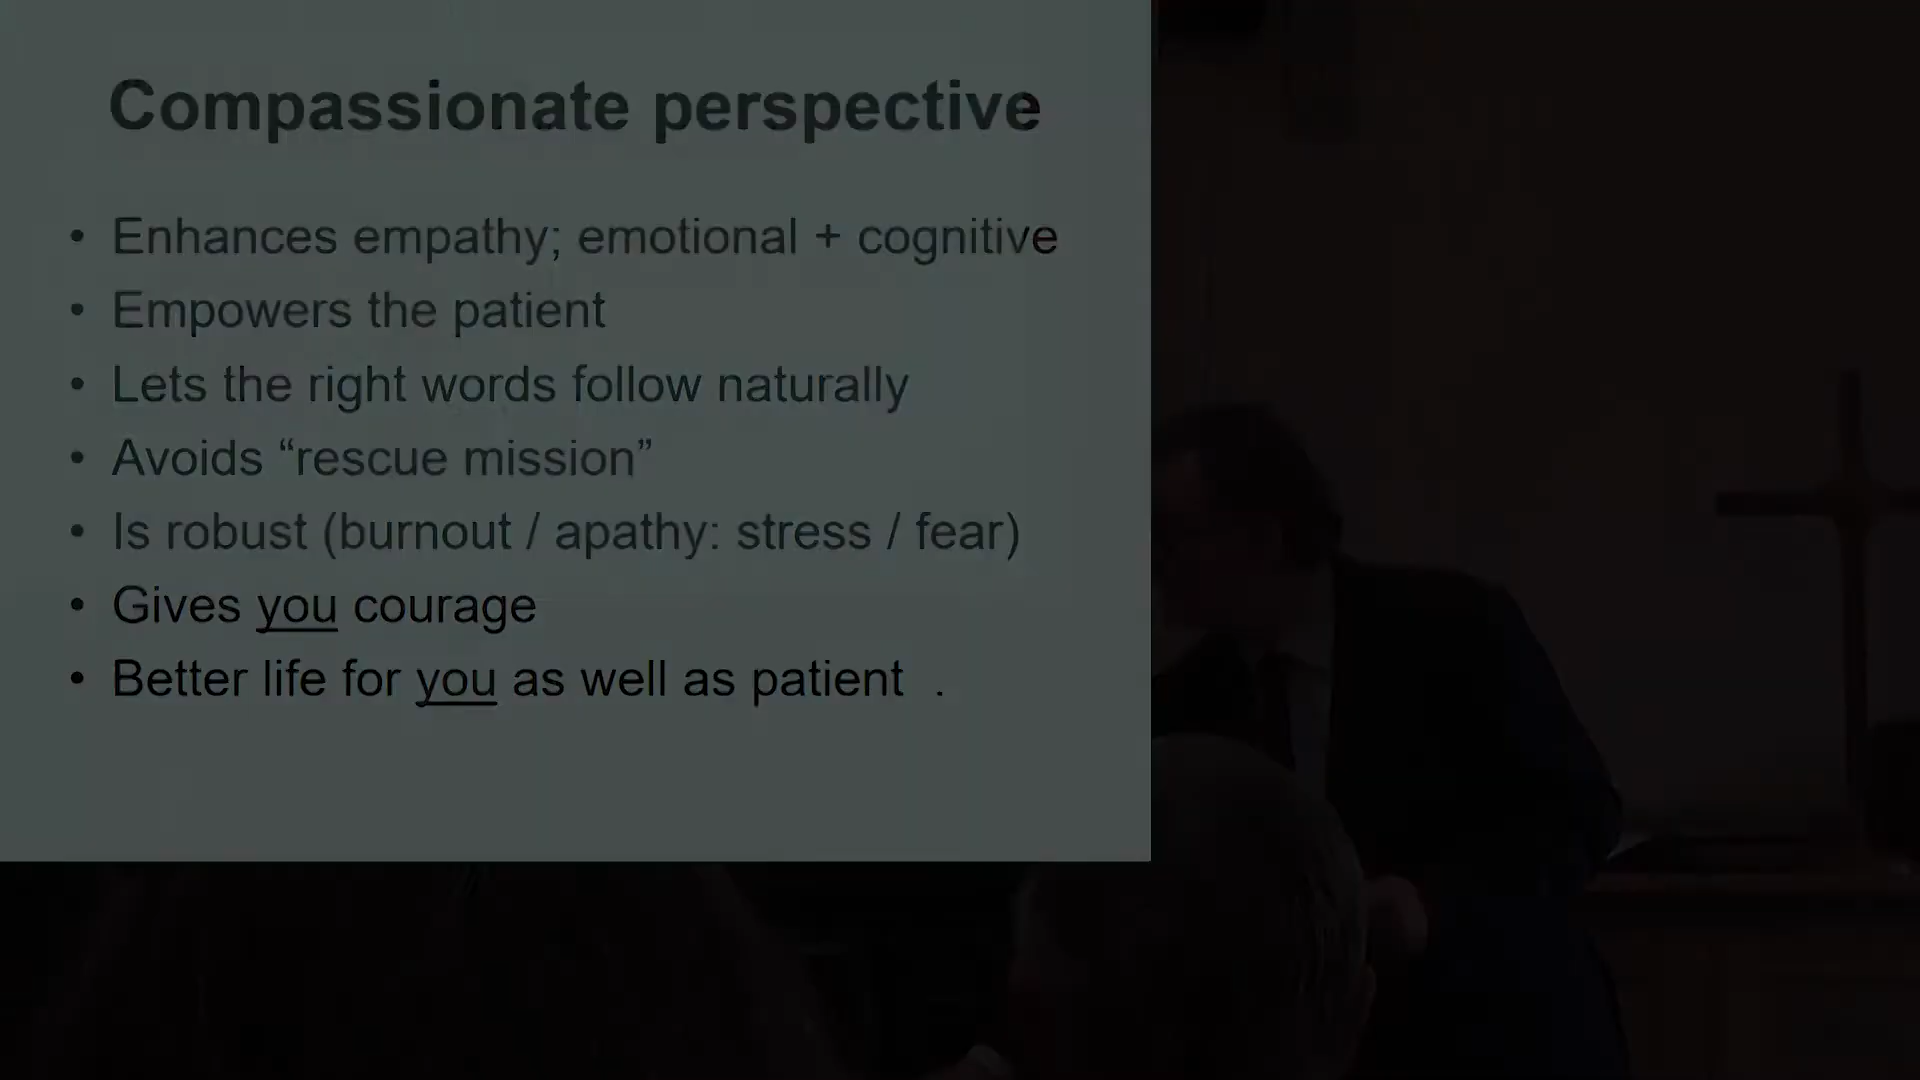 Compassionate perspective
• Enhances empathy; emotional + cognitive
• Empowers the patient
• Lets the right words follow naturally
• Avoids “rescue mission”
• Is robust (burnout / apathy: stress / fear)
• Gives you courage
• Better life for you as well as patient .